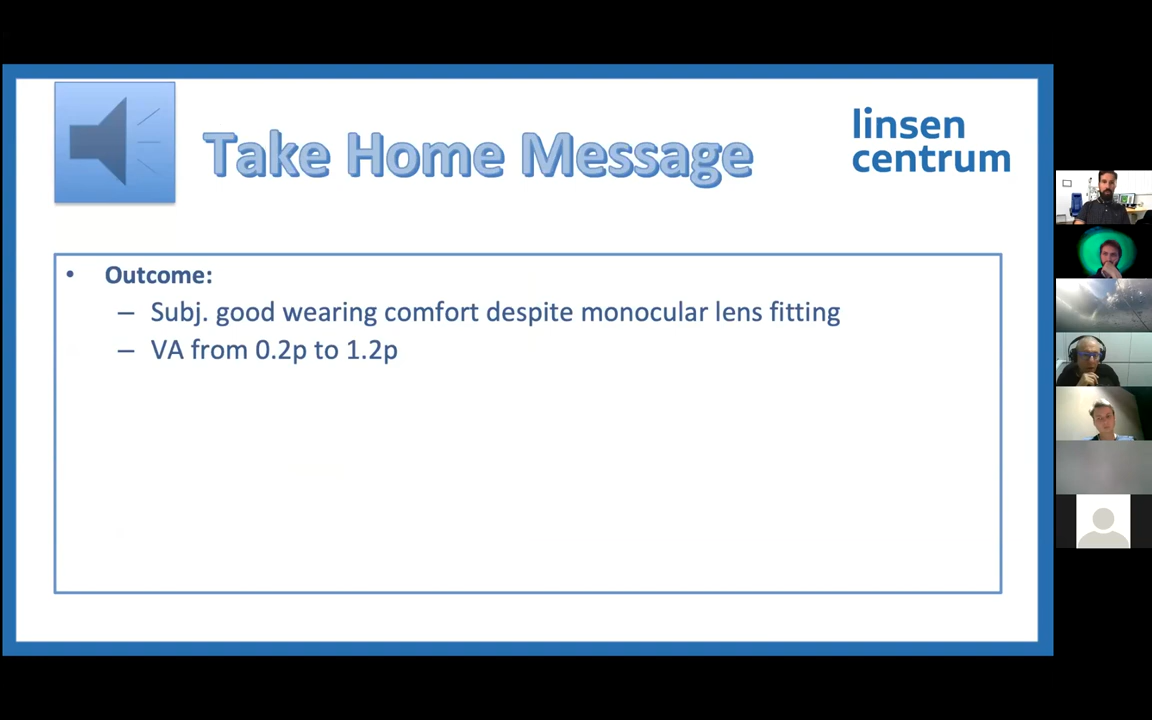 Take Home Message
linsen
centrum
• Outcome:
– Subj. good wearing comfort despite monocular lens fitting
– VA from 0.2p to 1.2p